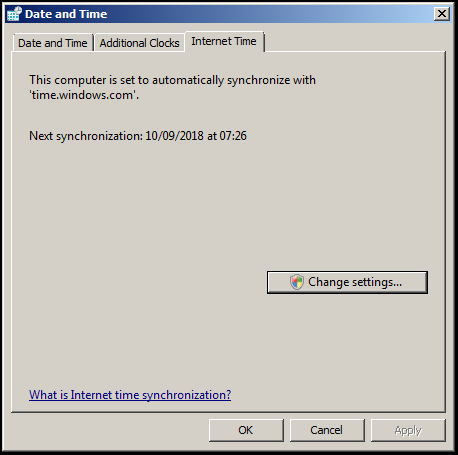 Date and Time
Date and Time
Additional Clocks
Internet Time
This computer is set to automatically synchronize with
'time.windows.com'.
Next synchronization: 10/09/2018 at 07:26
Change settings...
What is Internet time synchronization?
OK
Cancel
Apply